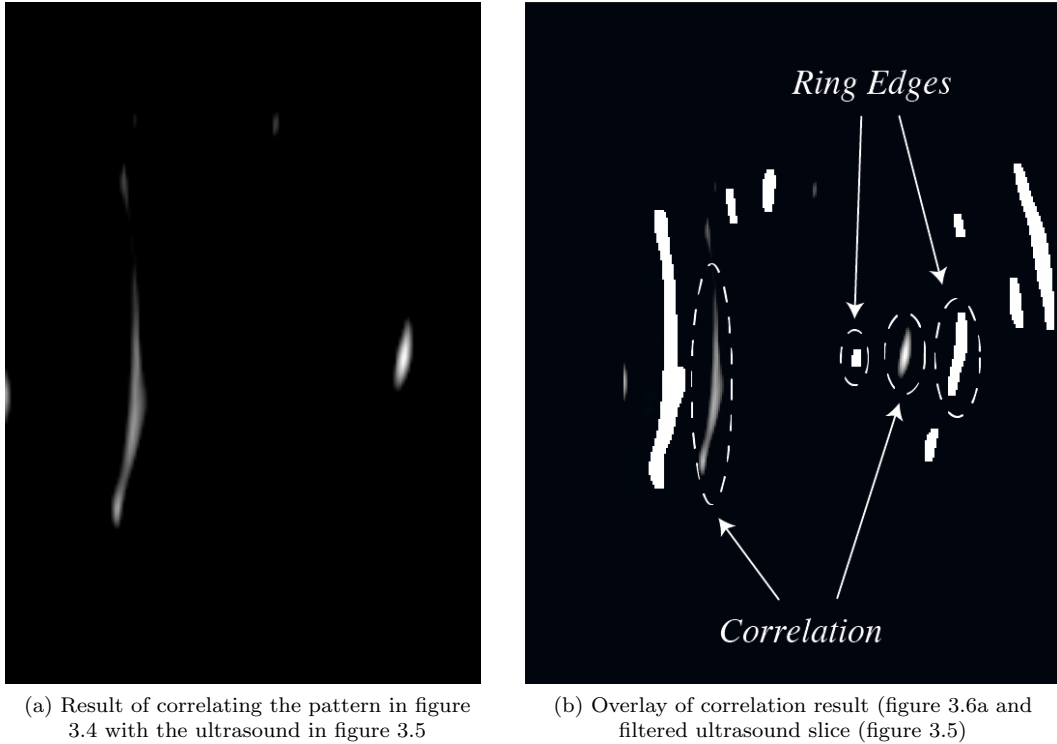 Ring Edges
Correlation
(a) Result of correlating the pattern in figure
3.4 with the ultrasound in figure 3.5
(b) Overlay of correlation result (figure 3.6a and
filtered ultrasound slice (figure 3.5)